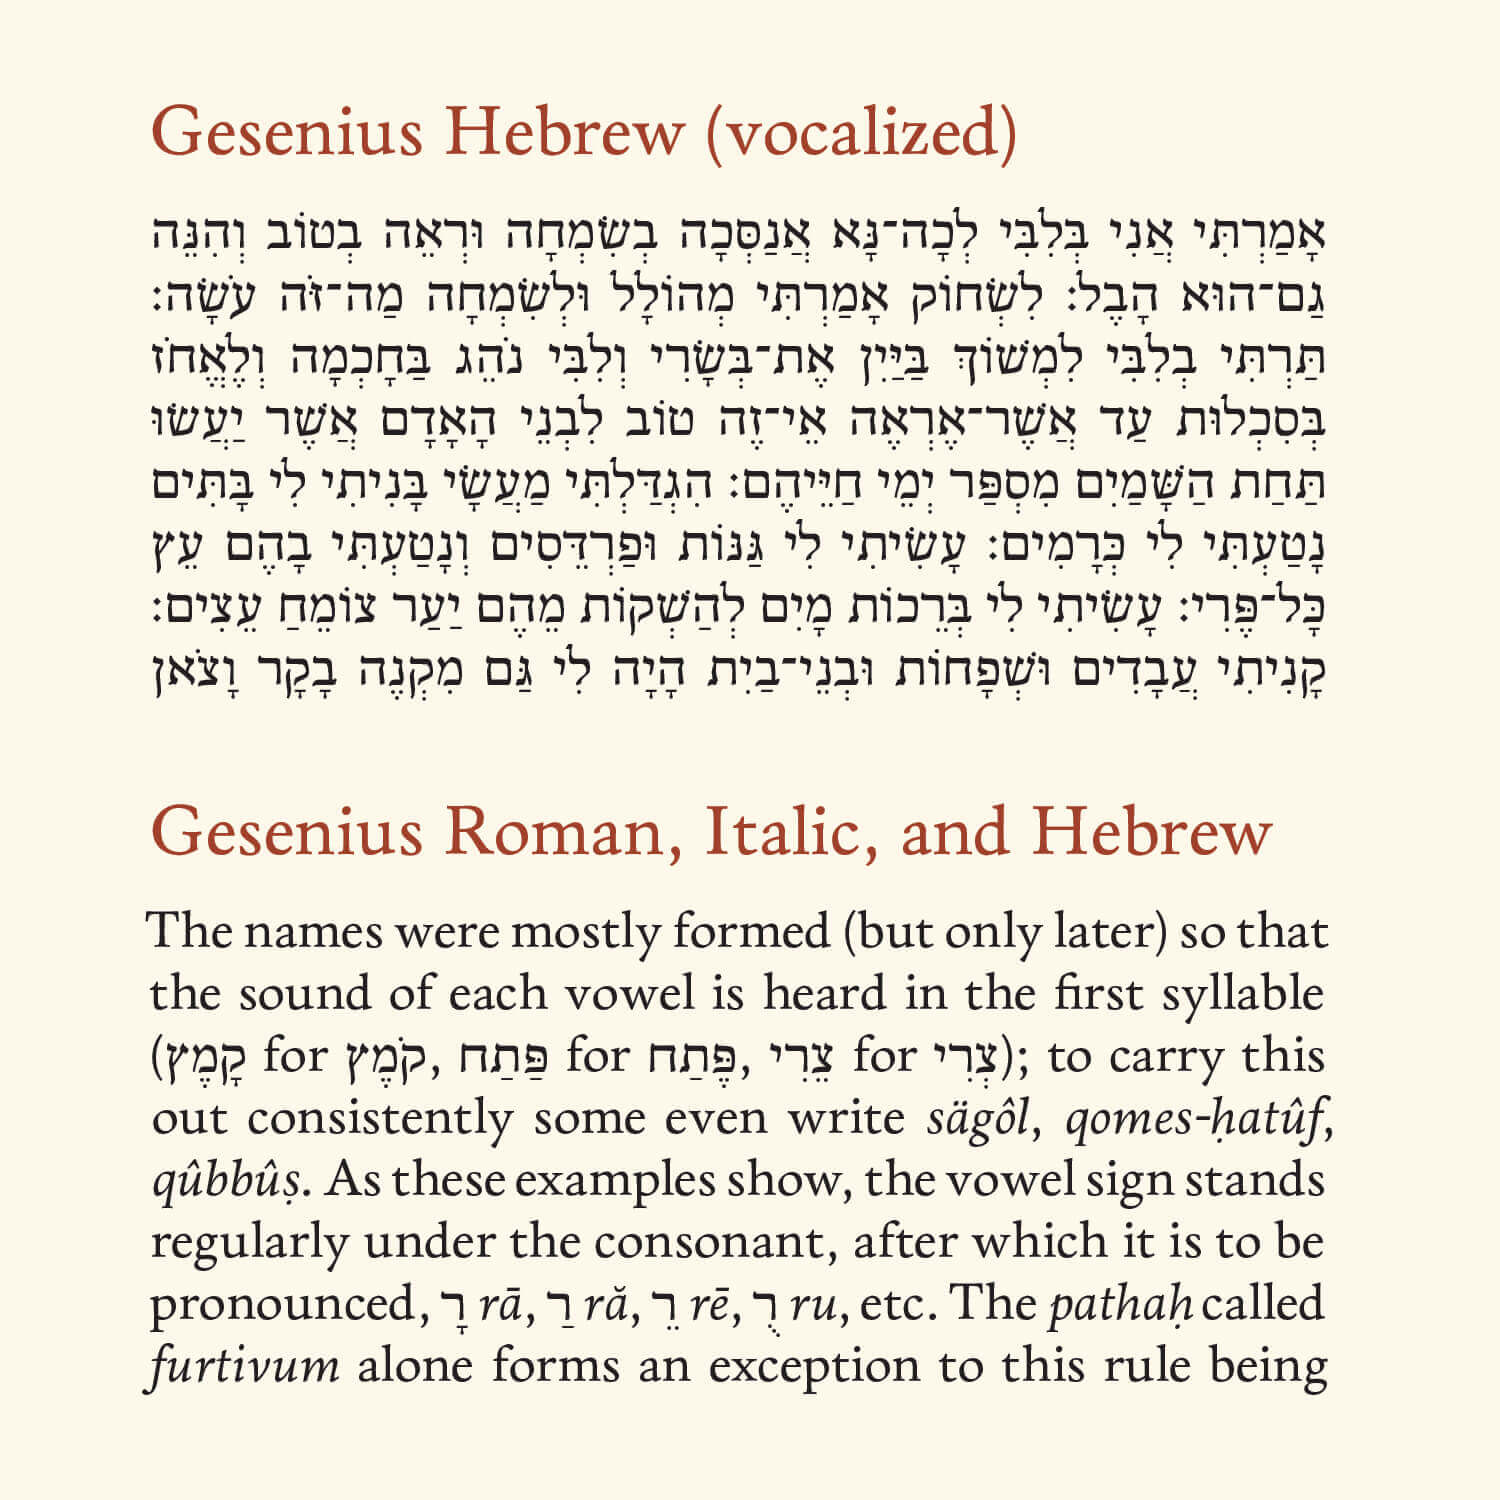 Gesenius Hebrew (vocalized)
אָמַרְתִּי אֲנִי בְּלִבִּי לְכָה־נָּא אֲנַסְּכָה בְשִׂמְחָה וּרְאֵה בְטוֹב וְהִנֵּה
גַם־הוּא הָבֶל׃ לִשְׂחוֹק אָמַרְתִּי מְהוֹלָל וּלְשִׂמְחָה מַה־זֹּה עֹשָׂה׃
תַּרְתִּי בְלִבִּי לִמְשׁוֹךְ בַּיַּיִן אֶת־בְּשָׂרִי וְלִבִּי נֹהֵג בַּחָכְמָה וְלֶאֱחֹז
בְּסִכְלוּת עַד אֲשֶׁר־אֶרְאֶה אֵי־זֶה טוֹב לִבְנֵי הָאָדָם אֲשֶׁר יַעֲשׂוּ
תַּחַת הַשָּׁמַיִם מִסְפַּר יְמֵי חַיֵּיהֶם׃ הִגְדַּלְתִּי מַעֲשָׂי בָּנִיתִי לִי בָּתִּים
נָטַעְתִּי לִי כְּרָמִים׃ עָשִׂיתִי לִי גַּנּוֹת וּפַרְדֵּסִים וְנָטַעְתִּי בָהֶם עֵץ
כָּל־פֶּרִי׃ עָשִׂיתִי לִי בְּרֵכוֹת מָיִם לְהַשְׁקוֹת מֵהֶם יַעַר צוֹמֵחַ עֵצִים׃
קָנִיתִי עֲבָדִים וּשְׁפָחוֹת וּבְנֵי־בַיִת הָיָה לִי גַּם מִקְנֶה בָקָר וָצֹאן
Gesenius Roman, Italic, and Hebrew
The names were mostly formed (but only later) so that
the sound of each vowel is heard in the first syllable
(קָמֶץ for קֹמֶץ, פַּתַח for פֶּתַח, צֵרִי for צְרִי); to carry this
out consistently some even write sägôl, qomes-ḥatûf,
qûbbûṣ. As these examples show, the vowel sign stands
regularly under the consonant, after which it is to be
pronounced, רָ rā, רַ ră, רֵ rē, רֻ ru, etc. The pathaḥ called
furtivum alone forms an exception to this rule being